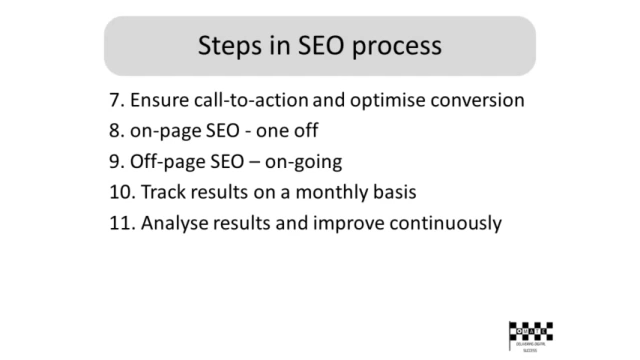 Steps in SEO process
7. Ensure call-to-action and optimise conversion
8. on-page SEO - one off
9. Off-page SEO – on-going
10. Track results on a monthly basis
11. Analyse results and improve continuously
SUCCESS